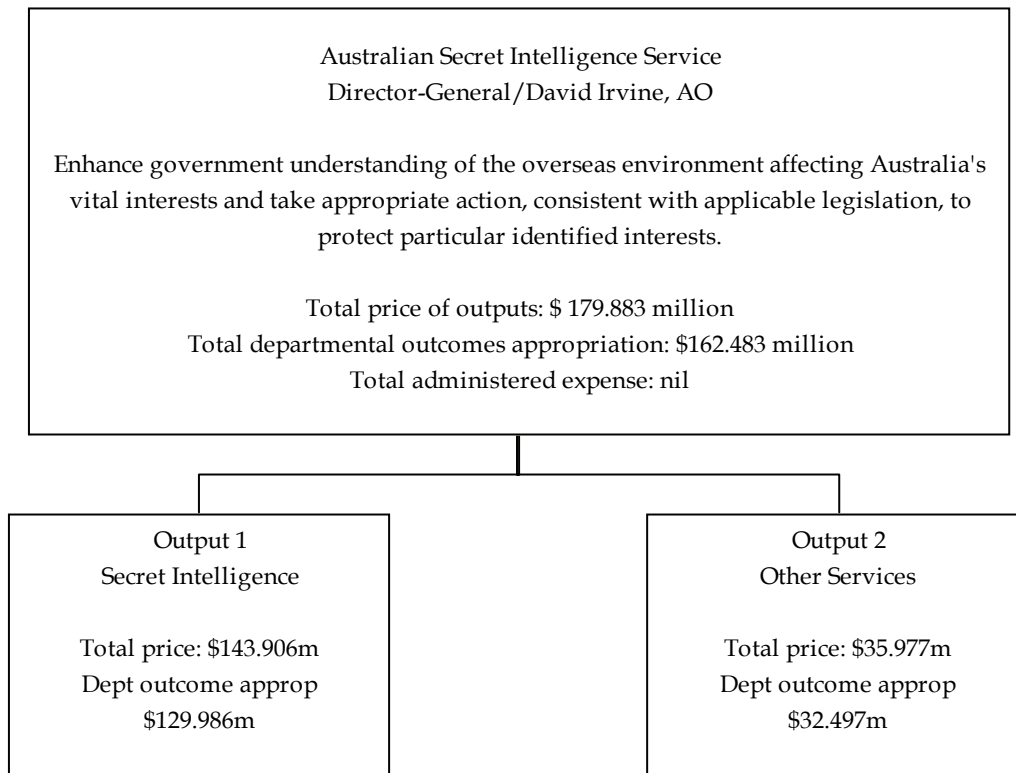 Australian Secret Intelligence Service
Director-General/David Irvine, AO
Enhance government understanding of the overseas environment affecting Australia's
vital interests and take appropriate action, consistent with applicable legislation, to
protect particular identified interests.
Total price of outputs: $ 179.883 million
Total departmental outcomes appropriation: $162.483 million
Total administered expense: nil
Output 1
Secret Intelligence
Total price: $143.906m
Dept outcome approp
$129.986m
Output 2
Other Services
Total price: $35.977m
Dept outcome approp
$32.497m